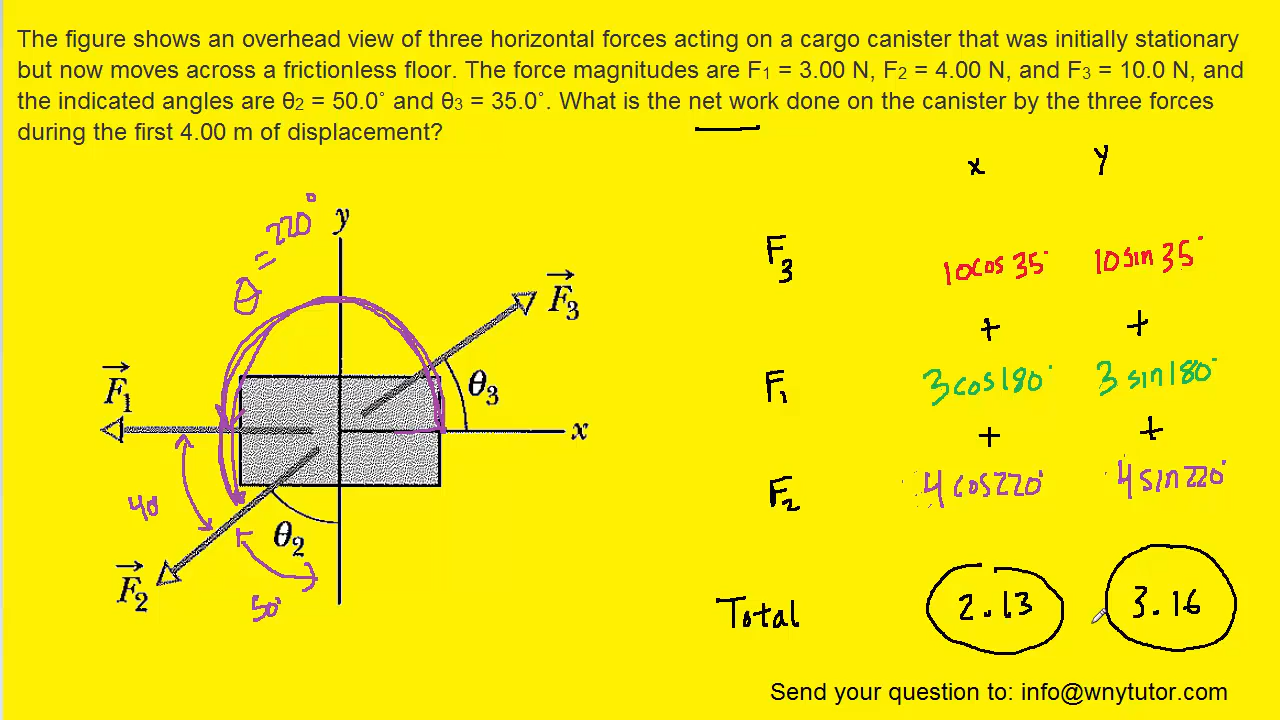 The figure shows an overhead view of three horizontal forces acting on a cargo canister that was initially stationary
but now moves across a frictionless floor. The force magnitudes are F₁ = 3.00 N, F₂ = 4.00 N, and F₃ = 10.0 N, and
the indicated angles are θ₂ = 50.0˚ and θ₃ = 35.0˚. What is the net work done on the canister by the three forces
during the first 4.00 m of displacement?
x y
θ = 220°
y
F₃ 10cos 35° 10sin 35°
F₃
+ +
F₁
θ₃
F₁ 3cos180° 3 sin180°
x
+ +
F₂ 4cos220° 4sin220°
40
θ₂
F₂
50°
Total 2.13 3.16
Send your question to: info@wnytutor.com